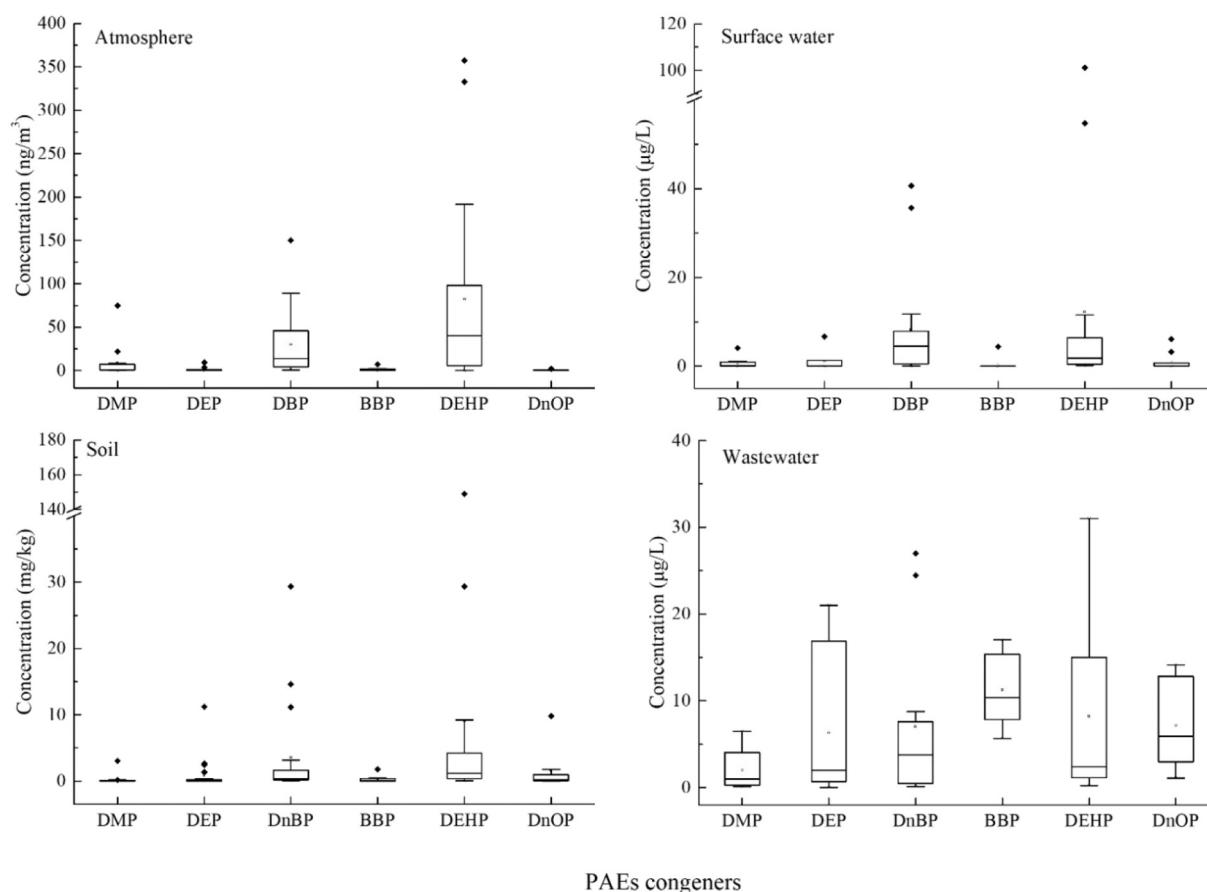 Atmosphere
Concentration (ng/m³)
400
350
300
250
200
150
100
50
0
DMP DEP DBP BBP DEHP DnOP
Surface water
Concentration (µg/L)
120
100
40
20
0
DMP DEP DBP BBP DEHP DnOP
Soil
Concentration (mg/kg)
180
160
140
30
20
10
0
DMP DEP DnBP BBP DEHP DnOP
Wastewater
Concentration (µg/L)
40
30
20
10
0
DMP DEP DnBP BBP DEHP DnOP
PAEs congeners